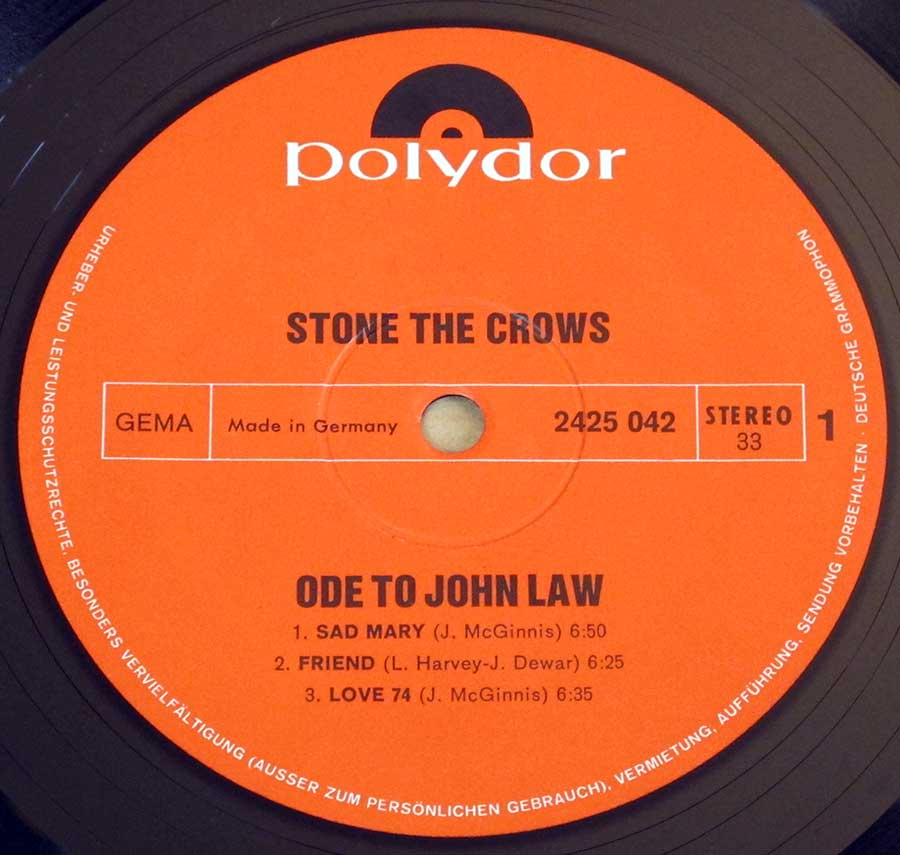 polydor
STONE THE CROWS
GEMA
Made in Germany
2425 042
STEREO
33
1
ODE TO JOHN LAW
1. SAD MARY (J. McGinnis) 6:50
2. FRIEND (L. Harvey-J. Dewar) 6:25
3. LOVE 74 (J. McGinnis) 6:35
URHEBER- UND LEISTUNGSSCHUTZRECHTE, BESONDERS VERVIELFÄLTIGUNG (AUSSER ZUM PERSÖNLICHEN GEBRAUCH), VERMIETUNG, AUFFÜHRUNG, SENDUNG VORBEHALTEN · DEUTSCHE GRAMMOPHON